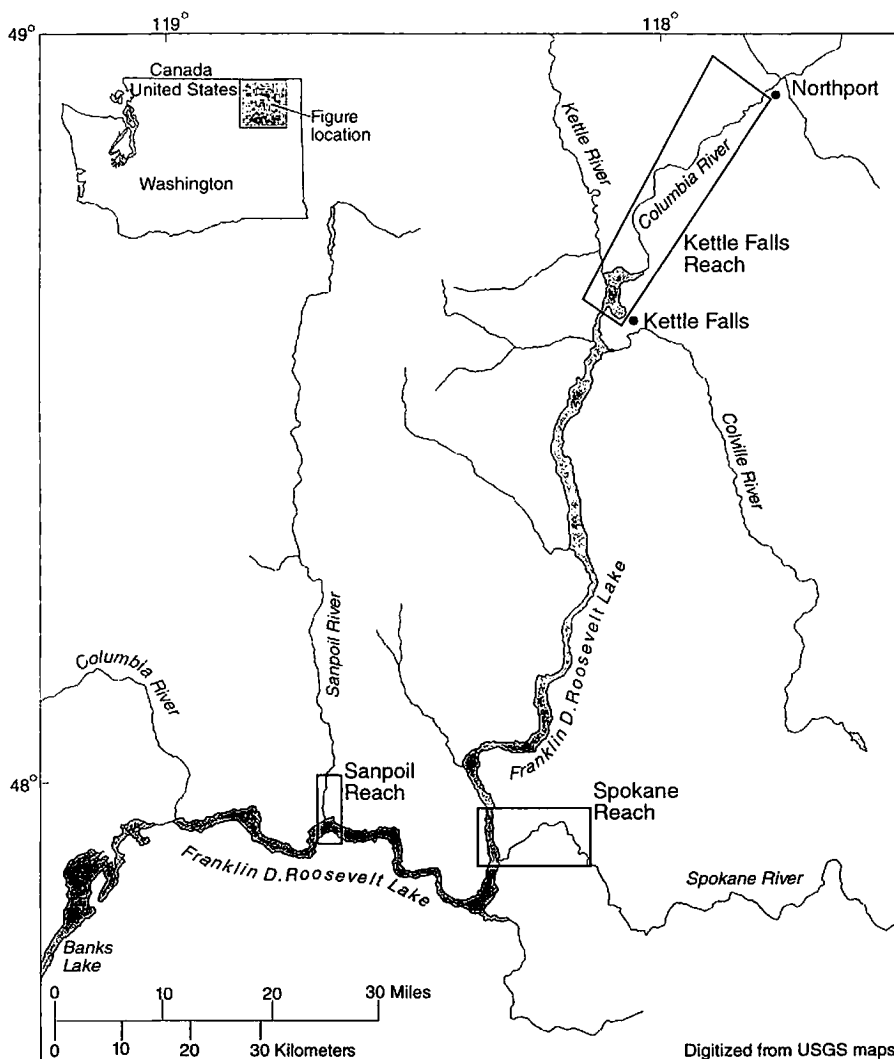 119°
118°
49°
Canada
United States
Figure
location
Washington
Northport
Kettle River
Columbia River
Kettle Falls
Reach
Kettle Falls
Colville River
Sanpoil River
Franklin D. Roosevelt Lake
Columbia River
48°
Sanpoil
Reach
Spokane
Reach
Franklin D. Roosevelt Lake
Spokane River
Banks
Lake
0 10 20 30 Miles
0 10 20 30 Kilometers
Digitized from USGS maps